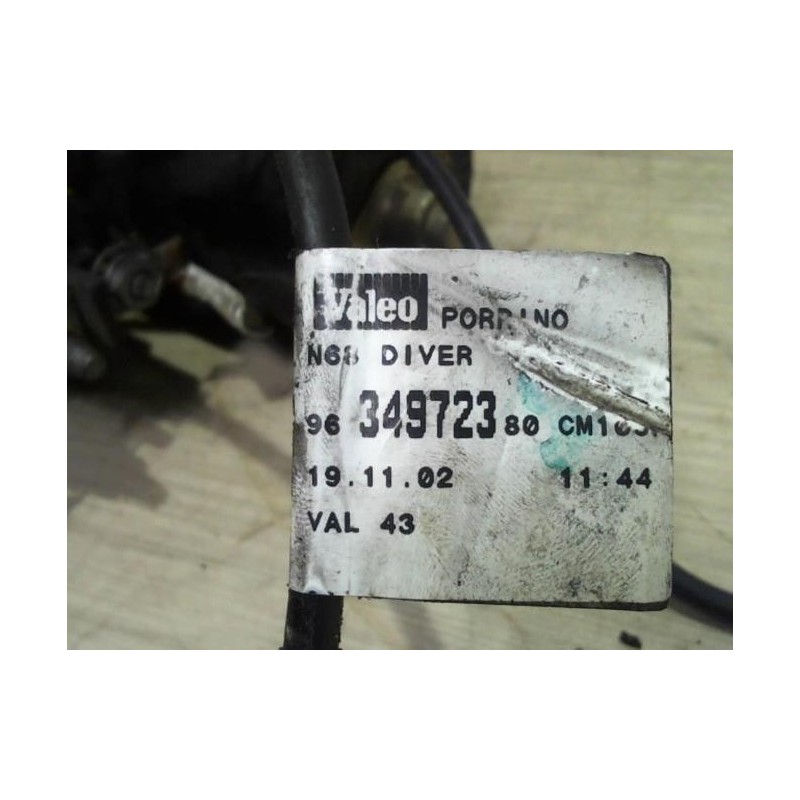 Valeo PORRINO
N68 DIVER
96 349723 80
19.11.02 11:44
VAL 43